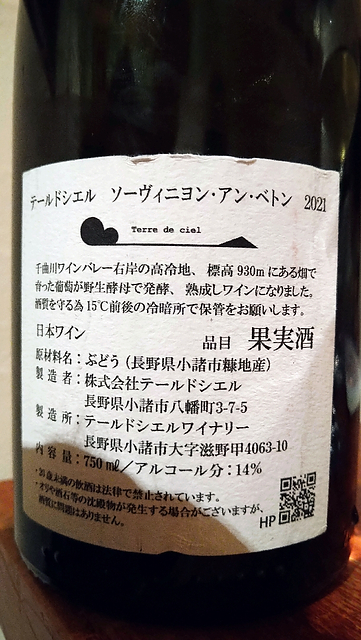 テールドシエル ソーヴィニヨン・アン・ベトン 2021
Terre de ciel
千曲川ワインバレー右岸の高冷地、標高930mにある畑で
育った葡萄が野生酵母で発酵、熟成しワインになりました。
酒質を守る為15℃前後の冷暗所で保管をお願いします。
日本ワイン 品目 果実酒
原材料名：ぶどう（長野県小諸市糠地産）
製造者：株式会社テールドシエル
長野県小諸市八幡町3-7-5
製造所：テールドシエルワイナリー
長野県小諸市大字滋野甲4063-10
内容量：750㎖／アルコール分：14%
・20歳未満の飲酒は法律で禁止されています。
・オリや酒石等の沈殿物が発生する場合がございますが、
酒質に問題はありません。
HP